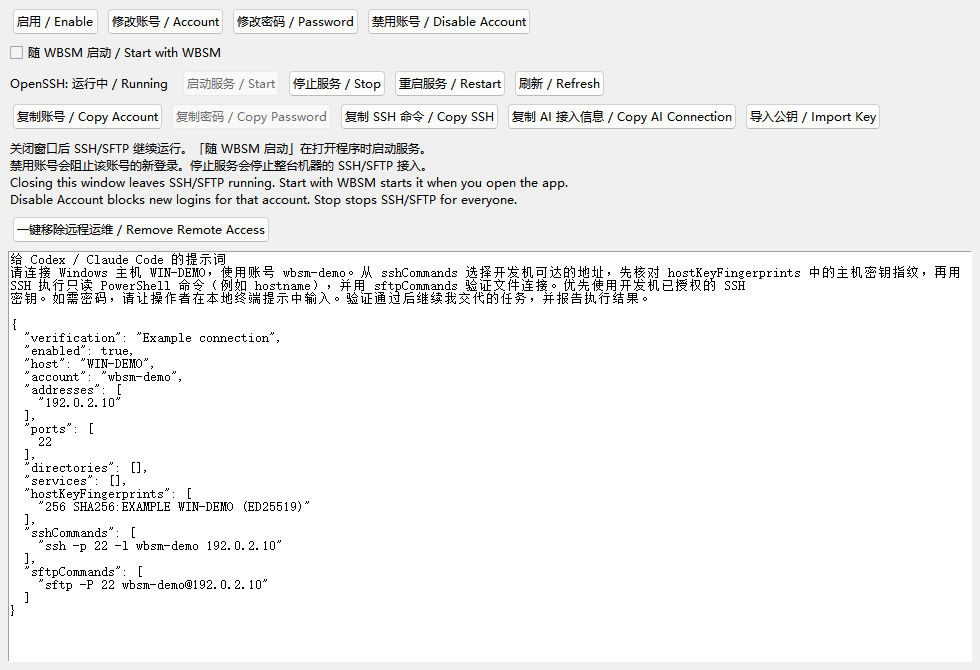 启用 / Enable 修改账号 / Account 修改密码 / Password 禁用账号 / Disable Account
随 WBSM 启动 / Start with WBSM
OpenSSH: 运行中 / Running 启动服务 / Start 停止服务 / Stop 重启服务 / Restart 刷新 / Refresh
复制账号 / Copy Account 复制密码 / Copy Password 复制 SSH 命令 / Copy SSH 复制 AI 接入信息 / Copy AI Connection 导入公钥 / Import Key
关闭窗口后 SSH/SFTP 继续运行。「随 WBSM 启动」在打开程序时启动服务。
禁用账号会阻止该账号的新登录。停止服务会停止整台机器的 SSH/SFTP 接入。
Closing this window leaves SSH/SFTP running. Start with WBSM starts it when you open the app.
Disable Account blocks new logins for that account. Stop stops SSH/SFTP for everyone.
一键移除远程运维 / Remove Remote Access
给 Codex / Claude Code 的提示词
请连接 Windows 主机 WIN-DEMO，使用账号 wbsm-demo。从 sshCommands 选择开发机可达的地址，先核对 hostKeyFingerprints 中的主机密钥指纹，再用
SSH 执行只读 PowerShell 命令（例如 hostname），并用 sftpCommands 验证文件连接。优先使用开发机已授权的 SSH
密钥。如需密码，请让操作者在本地终端提示中输入。验证通过后继续我交代的任务，并报告执行结果。
{
"verification": "Example connection",
"enabled": true,
"host": "WIN-DEMO",
"account": "wbsm-demo",
"addresses": [
"192.0.2.10"
],
"ports": [
22
],
"directories": [],
"services": [],
"hostKeyFingerprints": [
"256 SHA256:EXAMPLE WIN-DEMO (ED25519)"
],
"sshCommands": [
"ssh -p 22 -l wbsm-demo 192.0.2.10"
],
"sftpCommands": [
"sftp -P 22 wbsm-demo@192.0.2.10"
]
}